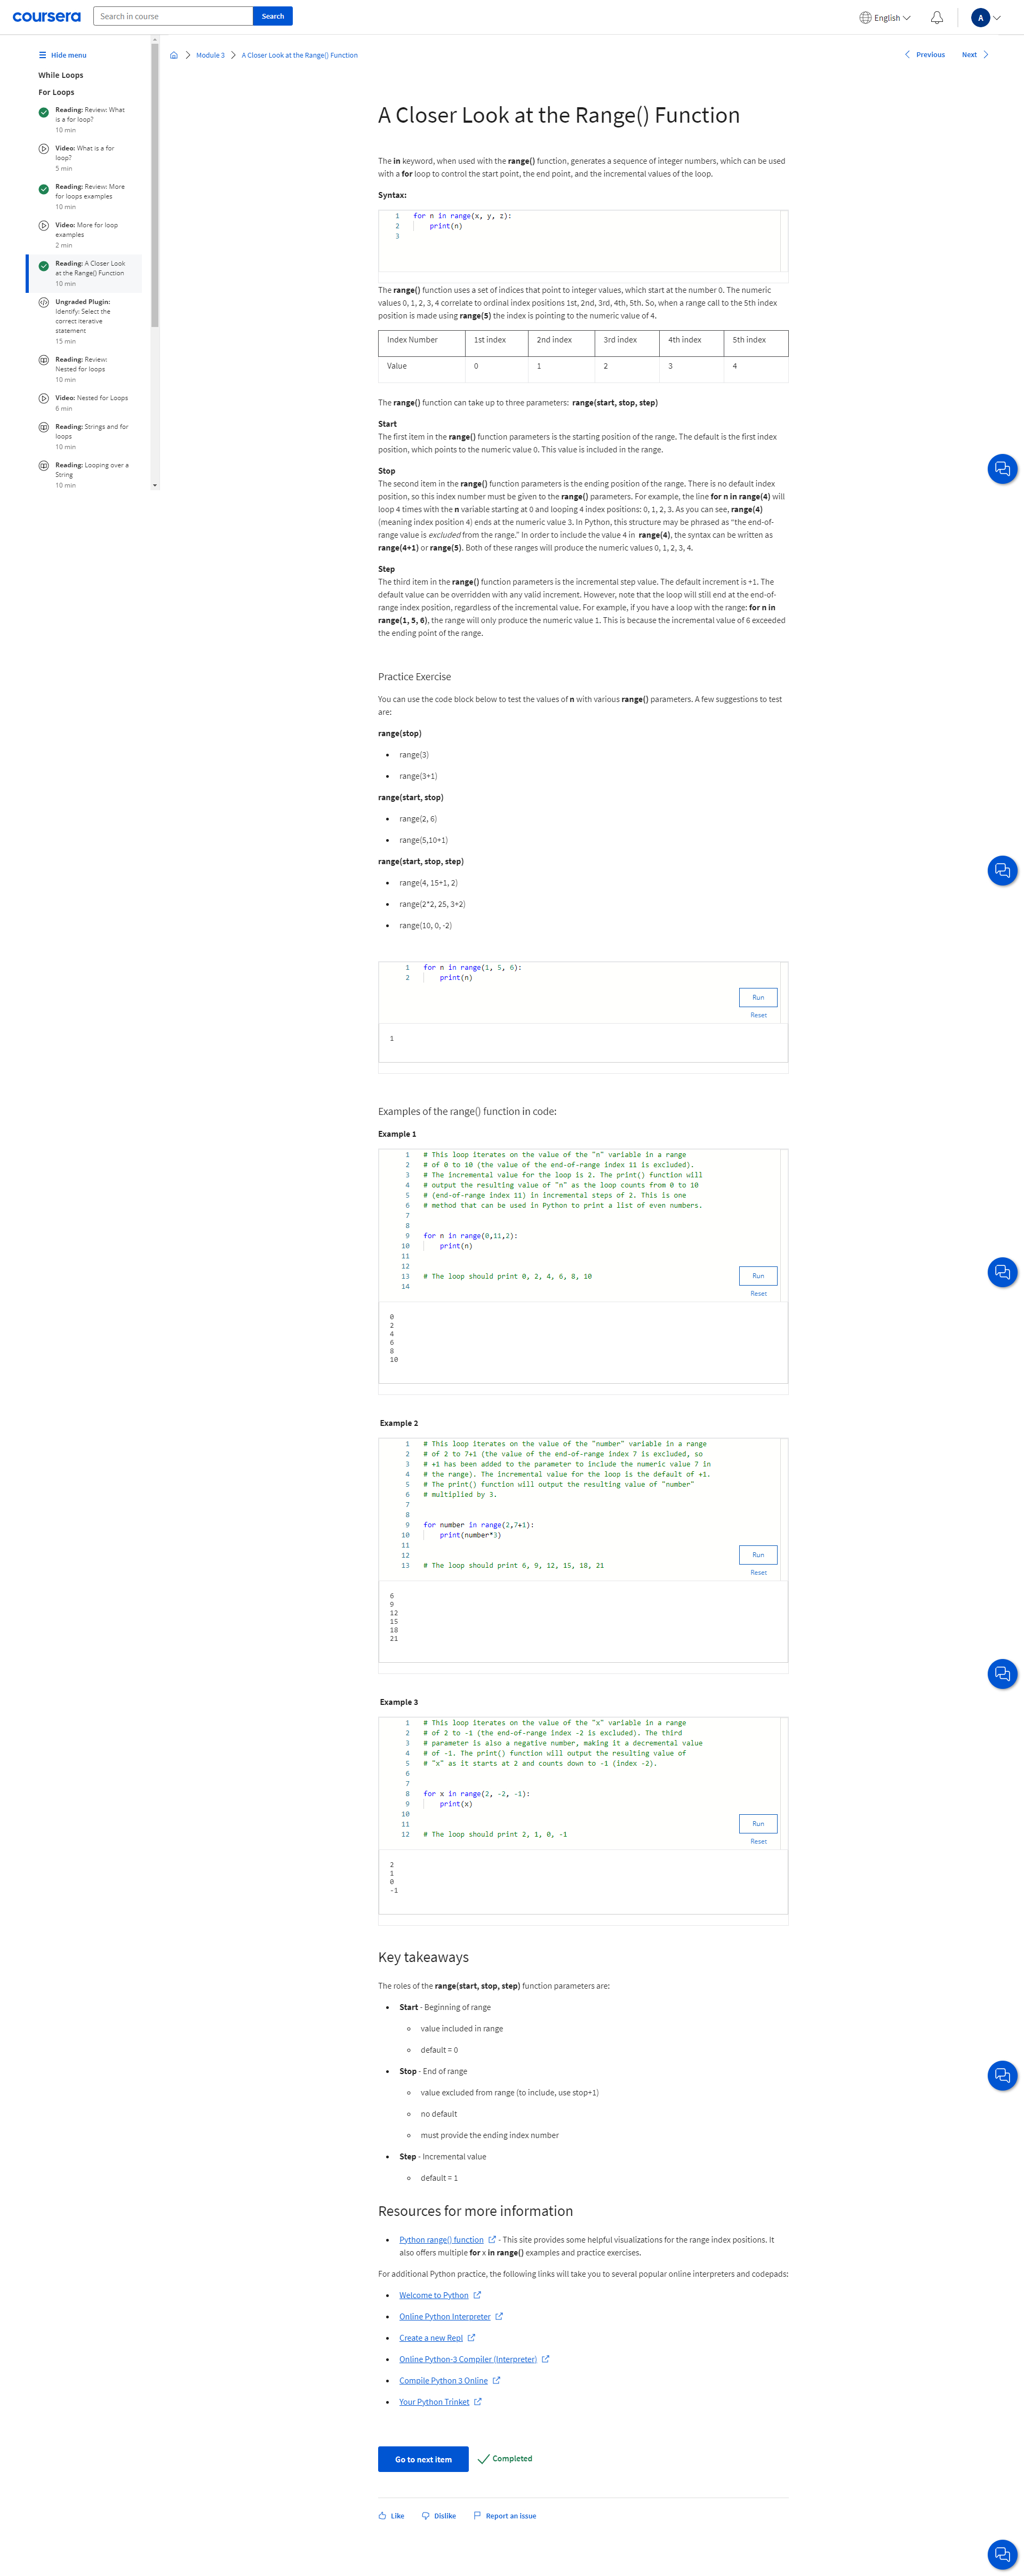 coursera
Search in course
Search
English
A
Hide menu
While Loops
For Loops
Reading: Review: What
is a for loop?
10 min
Video: What is a for
loop?
5 min
Reading: Review: More
for loops examples
10 min
Video: More for loop
examples
2 min
Reading: A Closer Look
at the Range() Function
10 min
Ungraded Plugin:
Identify: Select the
correct iterative
statement
15 min
Reading: Review:
Nested for loops
10 min
Video: Nested for Loops
6 min
Reading: Strings and for
loops
10 min
Reading: Looping over a
String
10 min
Module 3
A Closer Look at the Range() Function
Previous
Next
A Closer Look at the Range() Function
The in keyword, when used with the range() function, generates a sequence of integer numbers, which can be used
with a for loop to control the start point, the end point, and the incremental values of the loop.
Syntax:
1 for n in range(x, y, z):
2 print(n)
3
The range() function uses a set of indices that point to integer values, which start at the number 0. The numeric
values 0, 1, 2, 3, 4 correlate to ordinal index positions 1st, 2nd, 3rd, 4th, 5th. So, when a range call to the 5th index
position is made using range(5) the index is pointing to the numeric value of 4.
Index Number 1st index 2nd index 3rd index 4th index 5th index
Value 0 1 2 3 4
The range() function can take up to three parameters: range(start, stop, step)
Start
The first item in the range() function parameters is the starting position of the range. The default is the first index
position, which points to the numeric value 0. This value is included in the range.
Stop
The second item in the range() function parameters is the ending position of the range. There is no default index
position, so this index number must be given to the range() parameters. For example, the line for n in range(4) will
loop 4 times with the n variable starting at 0 and looping 4 index positions: 0, 1, 2, 3. As you can see, range(4)
(meaning index position 4) ends at the numeric value 3. In Python, this structure may be phrased as “the end-of-
range value is excluded from the range.” In order to include the value 4 in range(4), the syntax can be written as
range(4+1) or range(5). Both of these ranges will produce the numeric values 0, 1, 2, 3, 4.
Step
The third item in the range() function parameters is the incremental step value. The default increment is +1. The
default value can be overridden with any valid increment. However, note that the loop will still end at the end-of-
range index position, regardless of the incremental value. For example, if you have a loop with the range: for n in
range(1, 5, 6), the range will only produce the numeric value 1. This is because the incremental value of 6 exceeded
the ending point of the range.
Practice Exercise
You can use the code block below to test the values of n with various range() parameters. A few suggestions to test
are:
range(stop)
• range(3)
• range(3+1)
range(start, stop)
• range(2, 6)
• range(5,10+1)
range(start, stop, step)
• range(4, 15+1, 2)
• range(2*2, 25, 3+2)
• range(10, 0, -2)
1 for n in range(1, 5, 6):
2 print(n)
Run
Reset
1
Examples of the range() function in code:
Example 1
1 # This loop iterates on the value of the "n" variable in a range
2 # of 0 to 10 (the value of the end-of-range index 11 is excluded).
3 # The incremental value for the loop is 2. The print() function will
4 # output the resulting value of "n" as the loop counts from 0 to 10
5 # (end-of-range index 11) in incremental steps of 2. This is one
6 # method that can be used in Python to print a list of even numbers.
7
8
9 for n in range(0,11,2):
10 print(n)
11
12
13 # The loop should print 0, 2, 4, 6, 8, 10
14
Run
Reset
0
2
4
6
8
10
Example 2
1 # This loop iterates on the value of the "number" variable in a range
2 # of 2 to 7+1 (the value of the end-of-range index 7 is excluded, so
3 # +1 has been added to the parameter to include the numeric value 7 in
4 # the range). The incremental value for the loop is the default of +1.
5 # The print() function will output the resulting value of "number"
6 # multiplied by 3.
7
8
9 for number in range(2,7+1):
10 print(number*3)
11
12
13 # The loop should print 6, 9, 12, 15, 18, 21
Run
Reset
6
9
12
15
18
21
Example 3
1 # This loop iterates on the value of the "x" variable in a range
2 # of 2 to -1 (the end-of-range index -2 is excluded). The third
3 # parameter is also a negative number, making it a decremental value
4 # of -1. The print() function will output the resulting value of
5 # "x" as it starts at 2 and counts down to -1 (index -2).
6
7
8 for x in range(2, -2, -1):
9 print(x)
10
11
12 # The loop should print 2, 1, 0, -1
Run
Reset
2
1
0
-1
Key takeaways
The roles of the range(start, stop, step) function parameters are:
• Start - Beginning of range
value included in range
default = 0
• Stop - End of range
value excluded from range (to include, use stop+1)
no default
must provide the ending index number
• Step - Incremental value
default = 1
Resources for more information
• Python range() function - This site provides some helpful visualizations for the range index positions. It
also offers multiple for x in range() examples and practice exercises.
For additional Python practice, the following links will take you to several popular online interpreters and codepads:
• Welcome to Python
• Online Python Interpreter
• Create a new Repl
• Online Python-3 Compiler (Interpreter)
• Compile Python 3 Online
• Your Python Trinket
Go to next item
Completed
Like
Dislike
Report an issue